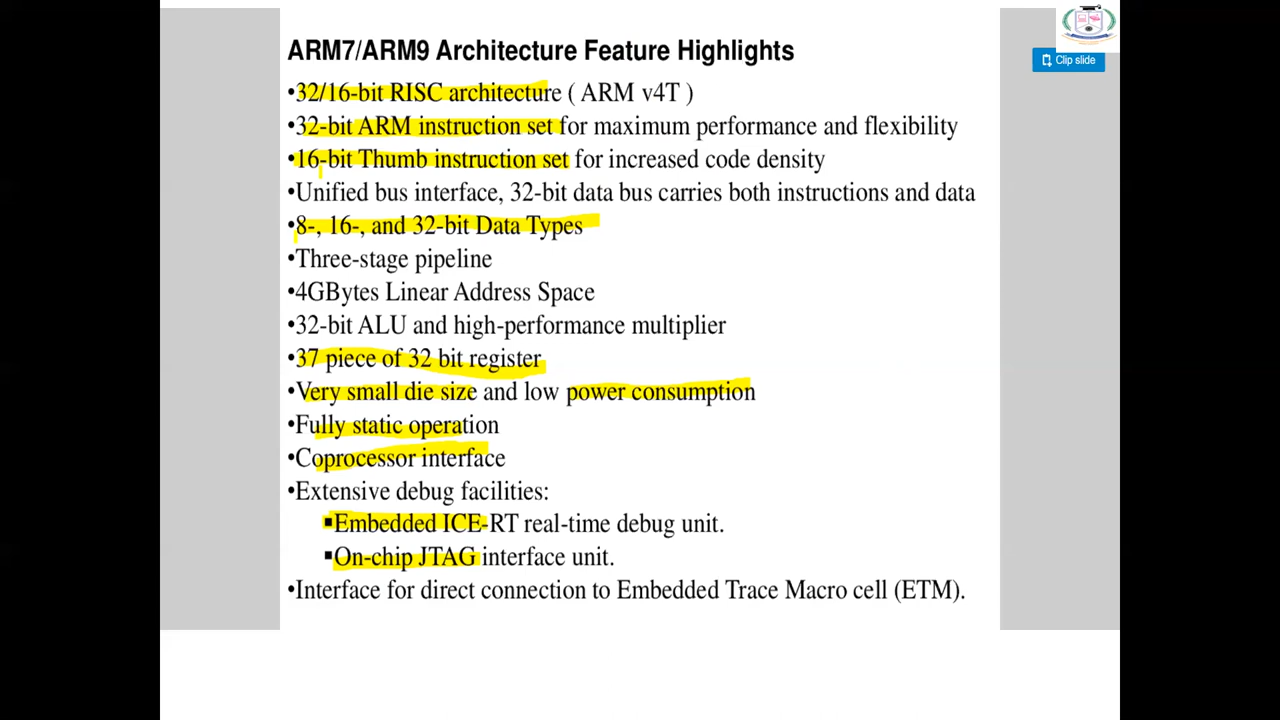 ARM7/ARM9 Architecture Feature Highlights
Clip slide
•32/16-bit RISC architecture ( ARM v4T )
•32-bit ARM instruction set for maximum performance and flexibility
•16-bit Thumb instruction set for increased code density
•Unified bus interface, 32-bit data bus carries both instructions and data
•8-, 16-, and 32-bit Data Types
•Three-stage pipeline
•4GBytes Linear Address Space
•32-bit ALU and high-performance multiplier
•37 piece of 32 bit register
•Very small die size and low power consumption
•Fully static operation
•Coprocessor interface
•Extensive debug facilities:
▪Embedded ICE-RT real-time debug unit.
▪On-chip JTAG interface unit.
•Interface for direct connection to Embedded Trace Macro cell (ETM).